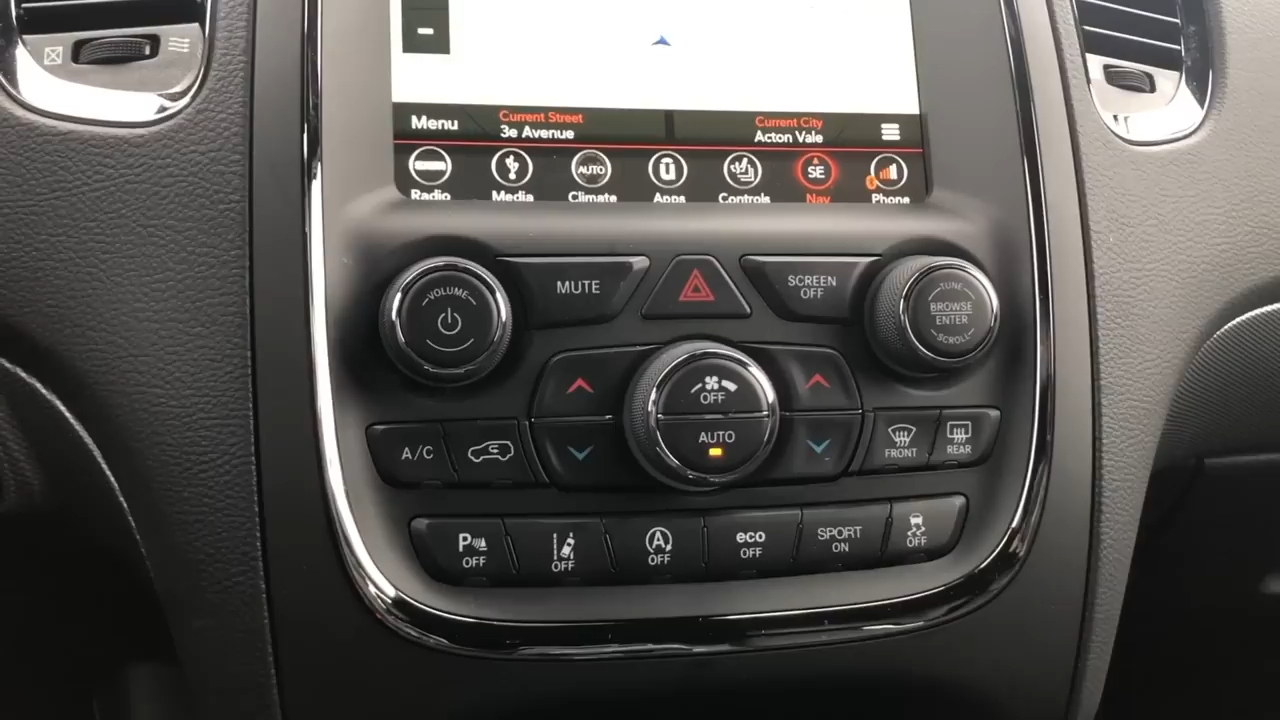 -
Menu
Current Street
3e Avenue
Current City
Acton Vale
AUTO
SE
Radio
Media
Climate
Apps
Controls
Nav
Phone
VOLUME
MUTE
SCREEN
OFF
TUNE
BROWSE
ENTER
SCROLL
OFF
AUTO
A/C
FRONT
REAR
P
OFF
OFF
A
OFF
eco
OFF
SPORT
ON
OFF